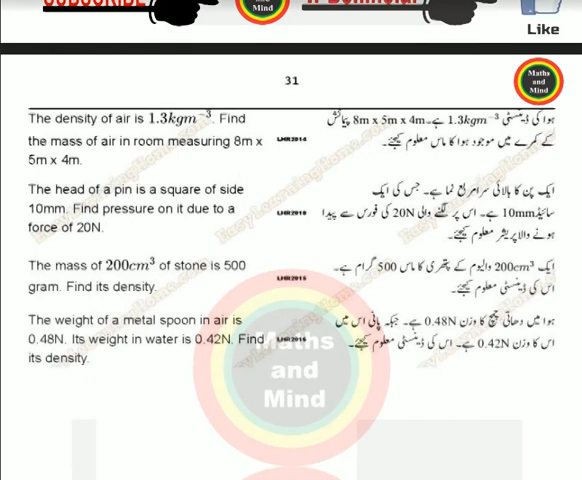 SUBSCRIBE
Mind
Like
31
Maths
and
Mind
The density of air is 1.3kgm⁻³. Find
the mass of air in room measuring 8m x
5m x 4m.
LHR2014
ہوا کی ڈینسٹی 1.3kgm⁻³ ہے۔ 8m x 5m x 4m پیمائش
کے کمرے میں موجود ہوا کا ماس معلوم کیجئے۔
The head of a pin is a square of side
10mm. Find pressure on it due to a
force of 20N.
ایک پن کا بالائی سرا مربع نما ہے۔ جس کی ایک
سائیڈ 10mm ہے۔ اس پر لگنے والی 20N کی فورس سے پیدا
ہونے والا پریشر معلوم کیجئے۔
The mass of 200cm³ of stone is 500
gram. Find its density.
LHR2015
ایک 200cm³ والیوم کے پتھر کا ماس 500 گرام ہے۔
اس کی ڈینسٹی معلوم کیجئے۔
The weight of a metal spoon in air is
0.48N. Its weight in water is 0.42N. Find
its density.
ہوا میں دھاتی چمچ کا وزن 0.48N ہے۔ جبکہ پانی میں
اس کا وزن 0.42N ہے۔ اس کی ڈینسٹی معلوم کیجئے۔
Maths
and
Mind